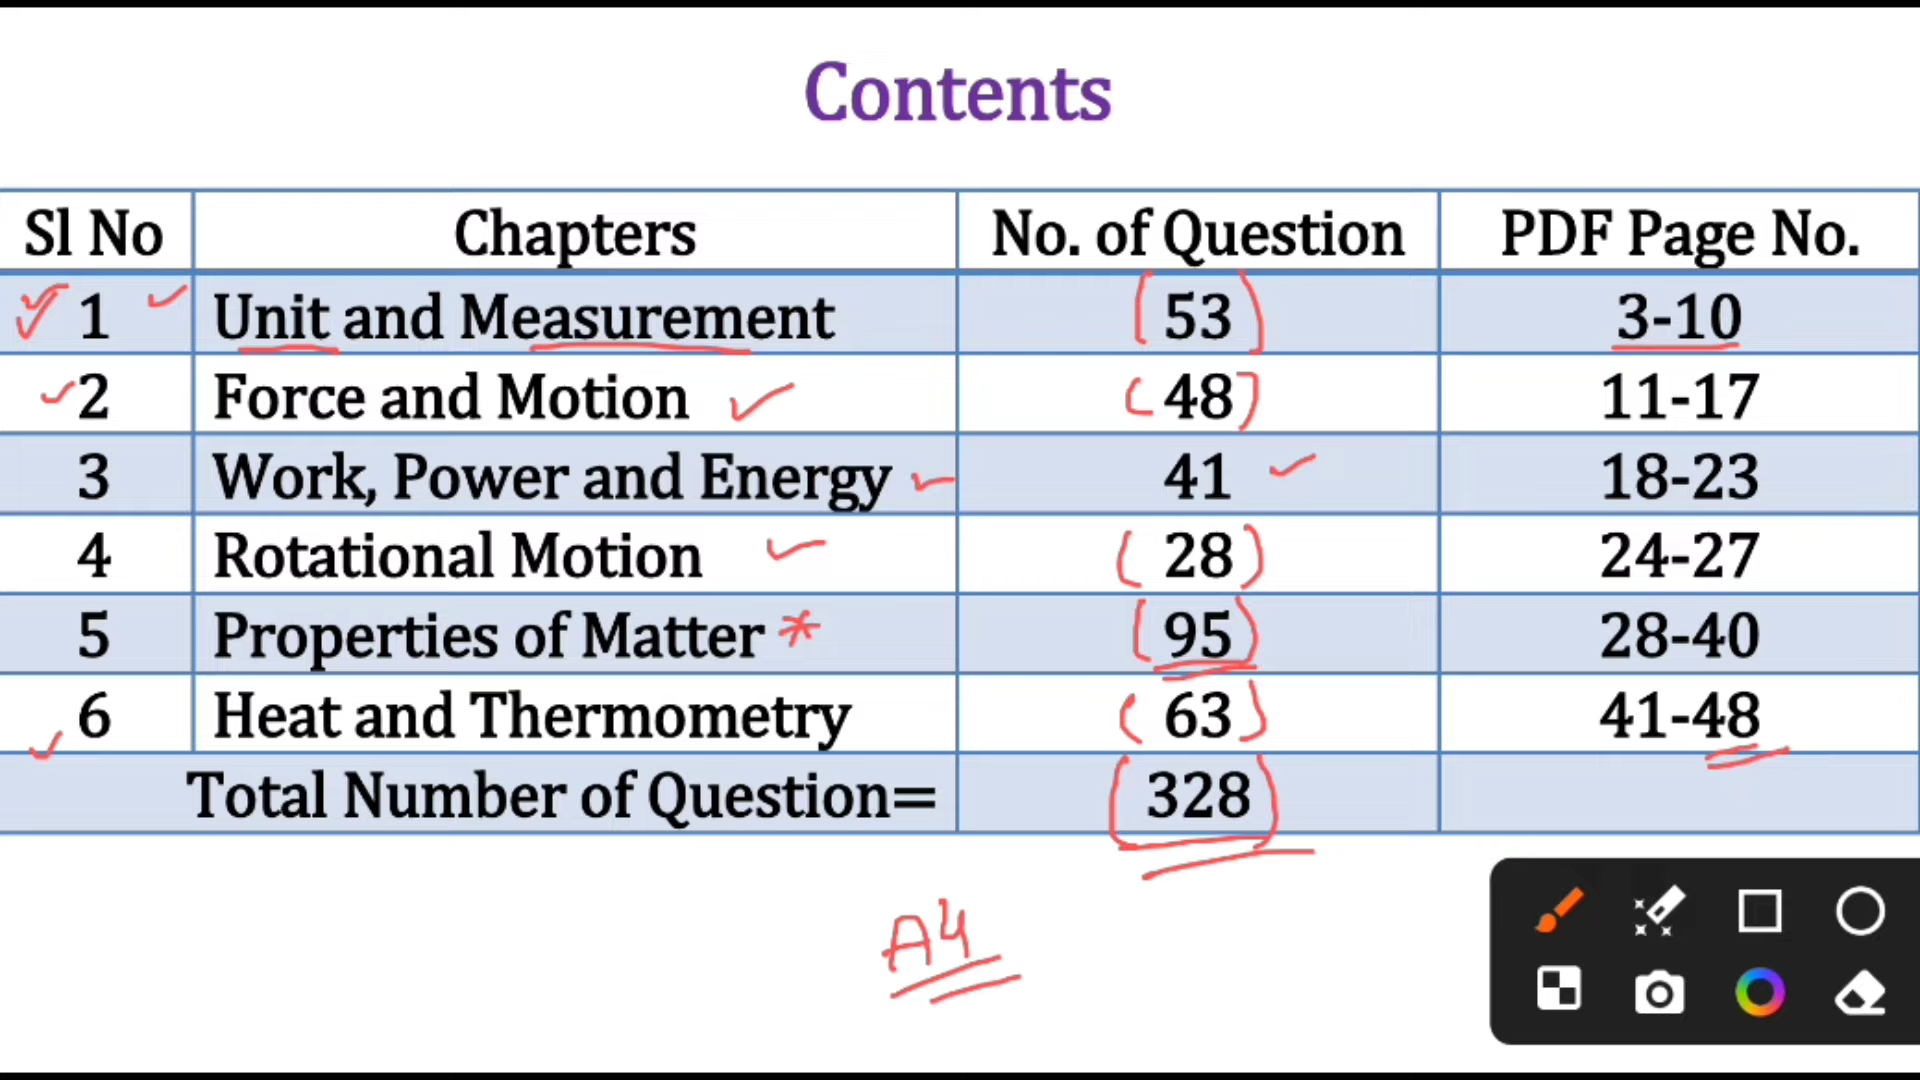 Contents
Sl No Chapters No. of Question PDF Page No.
1 Unit and Measurement 53 3-10
2 Force and Motion 48 11-17
3 Work, Power and Energy 41 18-23
4 Rotational Motion 28 24-27
5 Properties of Matter * 95 28-40
6 Heat and Thermometry 63 41-48
Total Number of Question= 328
A4